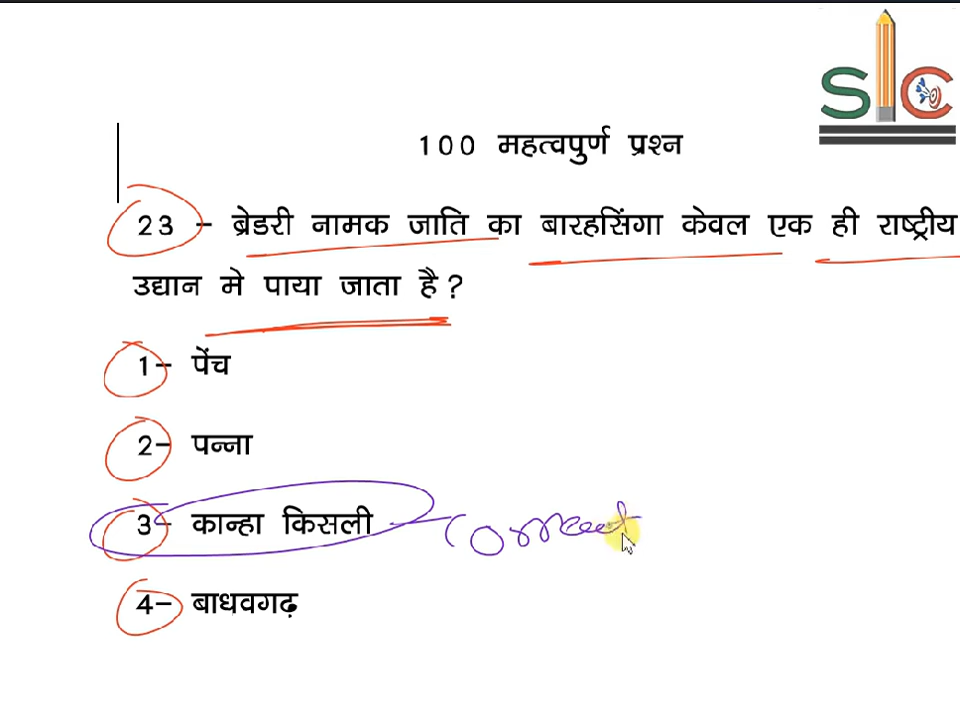 SIC
100 महत्वपुर्ण प्रश्न
23 - ब्रेडरी नामक जाति का बारहसिंगा केवल एक ही राष्ट्रीय
उद्यान मे पाया जाता है?
1- पेंच
2- पन्ना
3- कान्हा किसली correct
4- बाधवगढ़